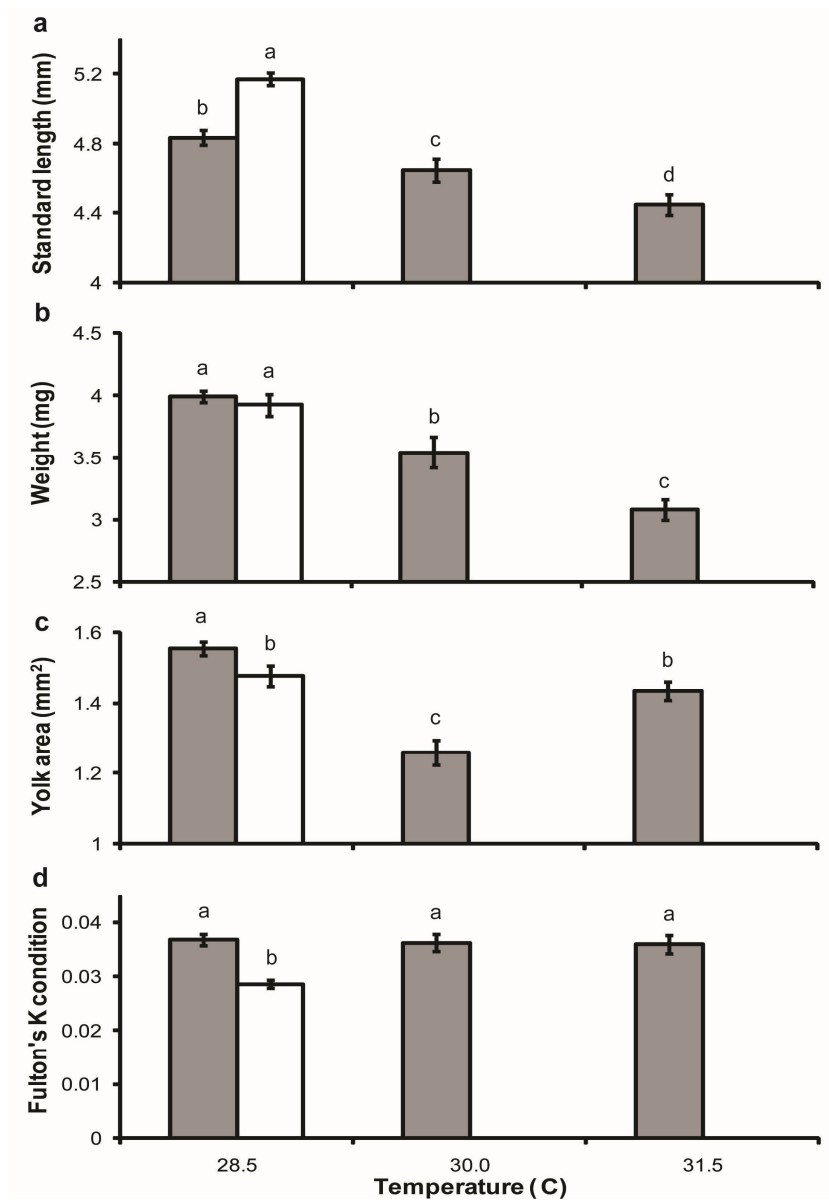 a
Standard length (mm)
5.2
4.8
4.4
4
b
a
c
d
b
Weight (mg)
4.5
4
3.5
3
2.5
a
a
b
c
c
Yolk area (mm²)
1.6
1.4
1.2
1
a
b
c
b
d
Fulton's K condition
0.04
0.03
0.02
0.01
0
a
b
a
a
28.5
30.0
31.5
Temperature ( C)